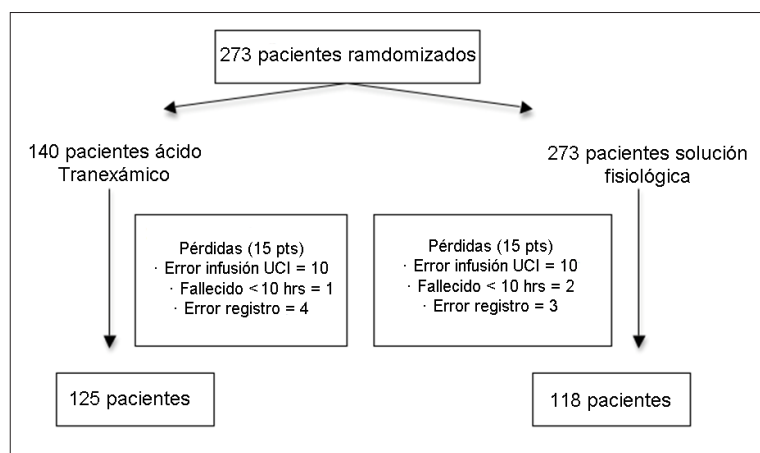 273 pacientes ramdomizados
140 pacientes ácido
Tranexámico
273 pacientes solución
fisiológica
Pérdidas (15 pts)
· Error infusión UCI = 10
· Fallecido < 10 hrs = 1
· Error registro = 4
Pérdidas (15 pts)
· Error infusión UCI = 10
· Fallecido < 10 hrs = 2
· Error registro = 3
125 pacientes
118 pacientes